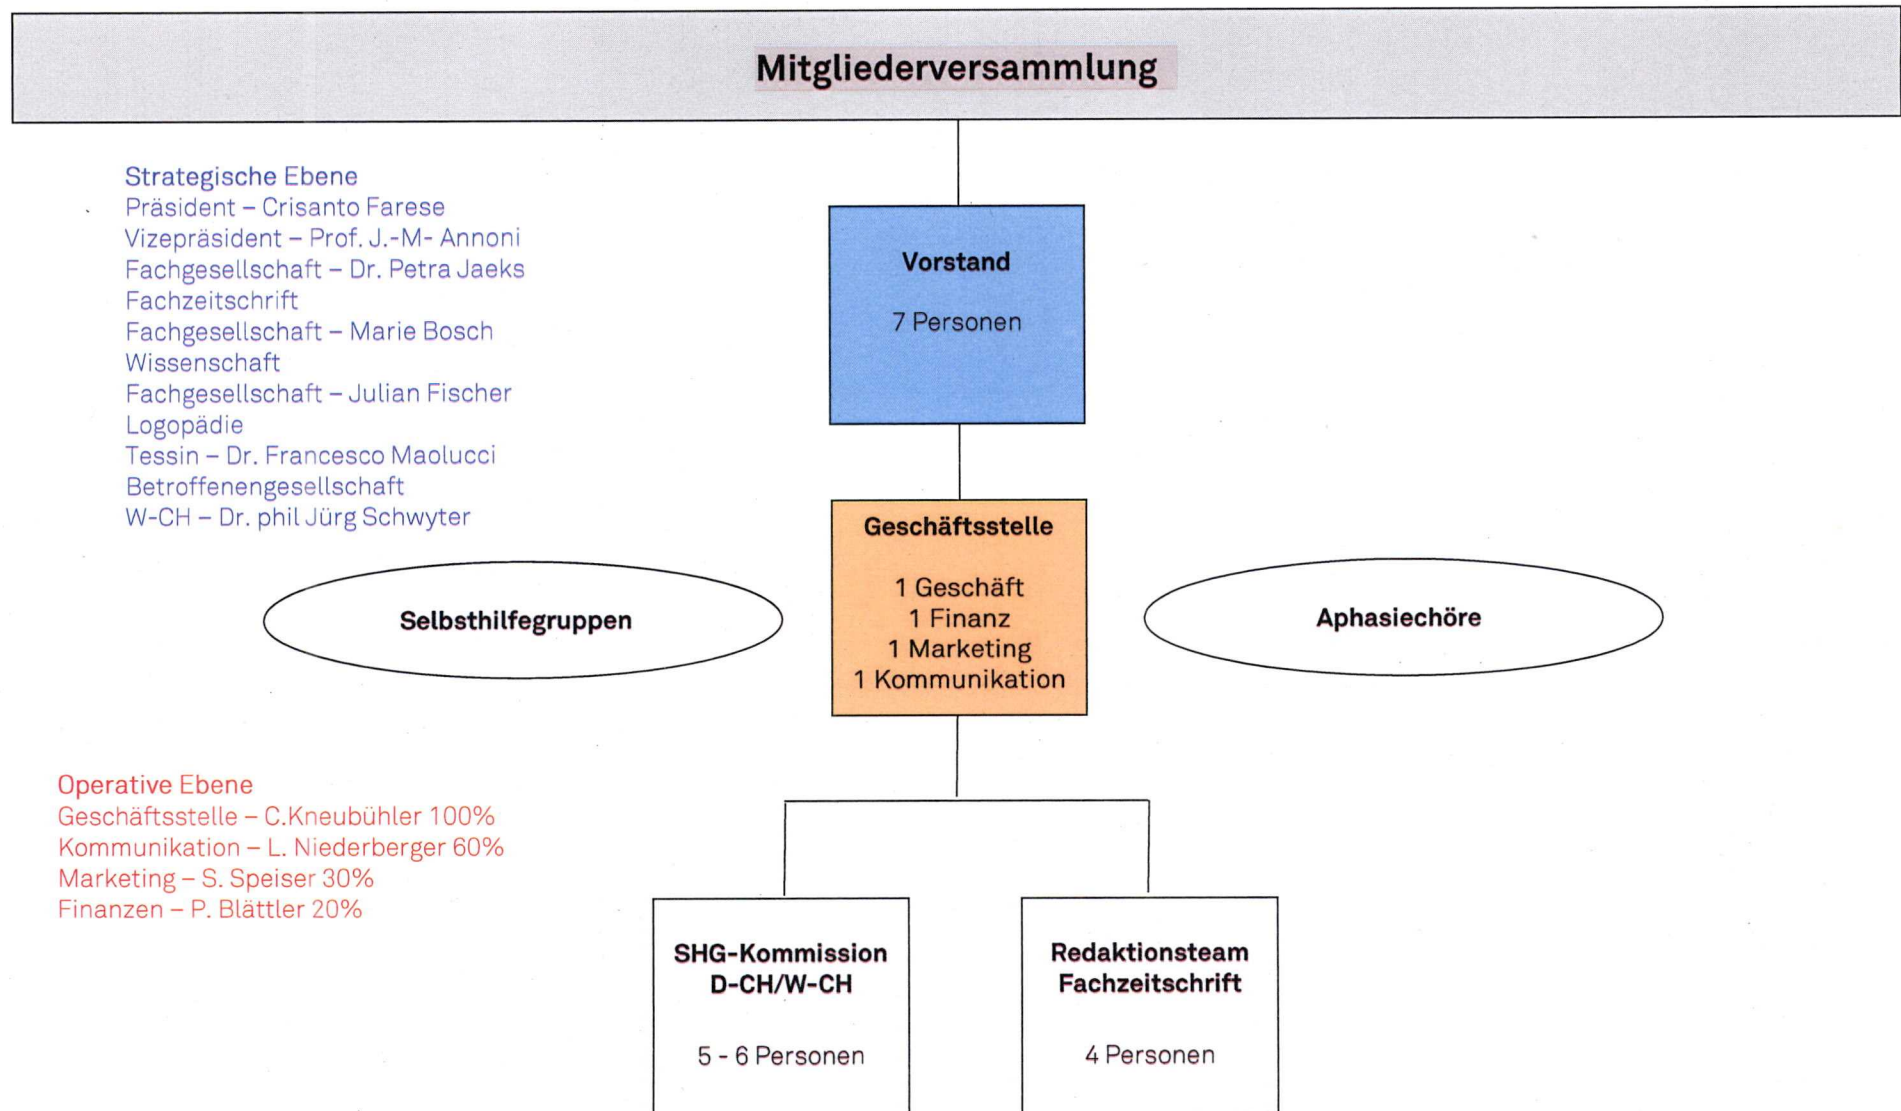 Mitgliederversammlung
Strategische Ebene
Präsident – Crisanto Farese
Vizepräsident – Prof. J.-M- Annoni
Fachgesellschaft – Dr. Petra Jaeks
Fachzeitschrift
Fachgesellschaft – Marie Bosch
Wissenschaft
Fachgesellschaft – Julian Fischer
Logopädie
Tessin – Dr. Francesco Maolucci
Betroffenengesellschaft
W-CH – Dr. phil Jürg Schwyter
Vorstand
7 Personen
Geschäftsstelle
1 Geschäft
1 Finanz
1 Marketing
1 Kommunikation
Selbsthilfegruppen
Aphasiechöre
Operative Ebene
Geschäftsstelle – C.Kneubühler 100%
Kommunikation – L. Niederberger 60%
Marketing – S. Speiser 30%
Finanzen – P. Blättler 20%
SHG-Kommission
D-CH/W-CH
5 - 6 Personen
Redaktionsteam
Fachzeitschrift
4 Personen